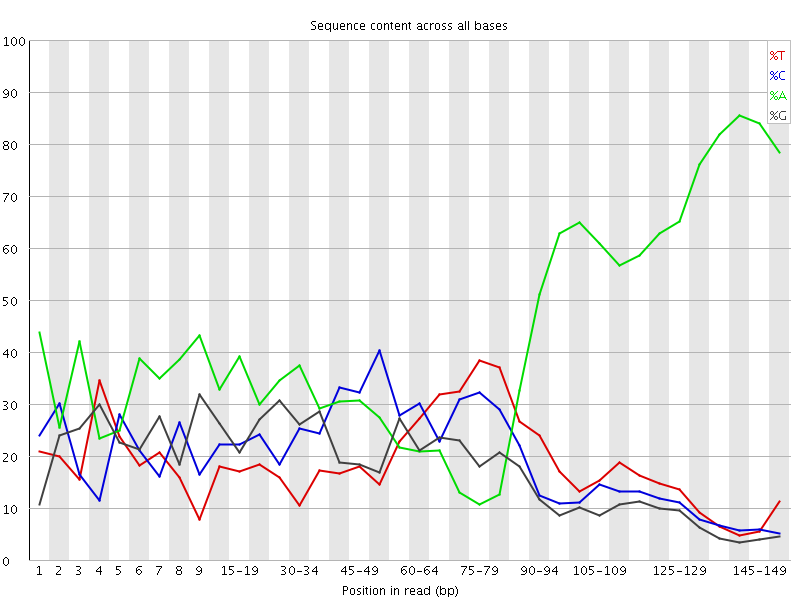 Sequence content across all bases
100
90
80
70
60
50
40
30
20
10
0
%T
%C
%A
%G
1 2 3 4 5 6 7 8 9 15-19 30-34 45-49 60-64 75-79 90-94 105-109 125-129 145-149
Position in read (bp)